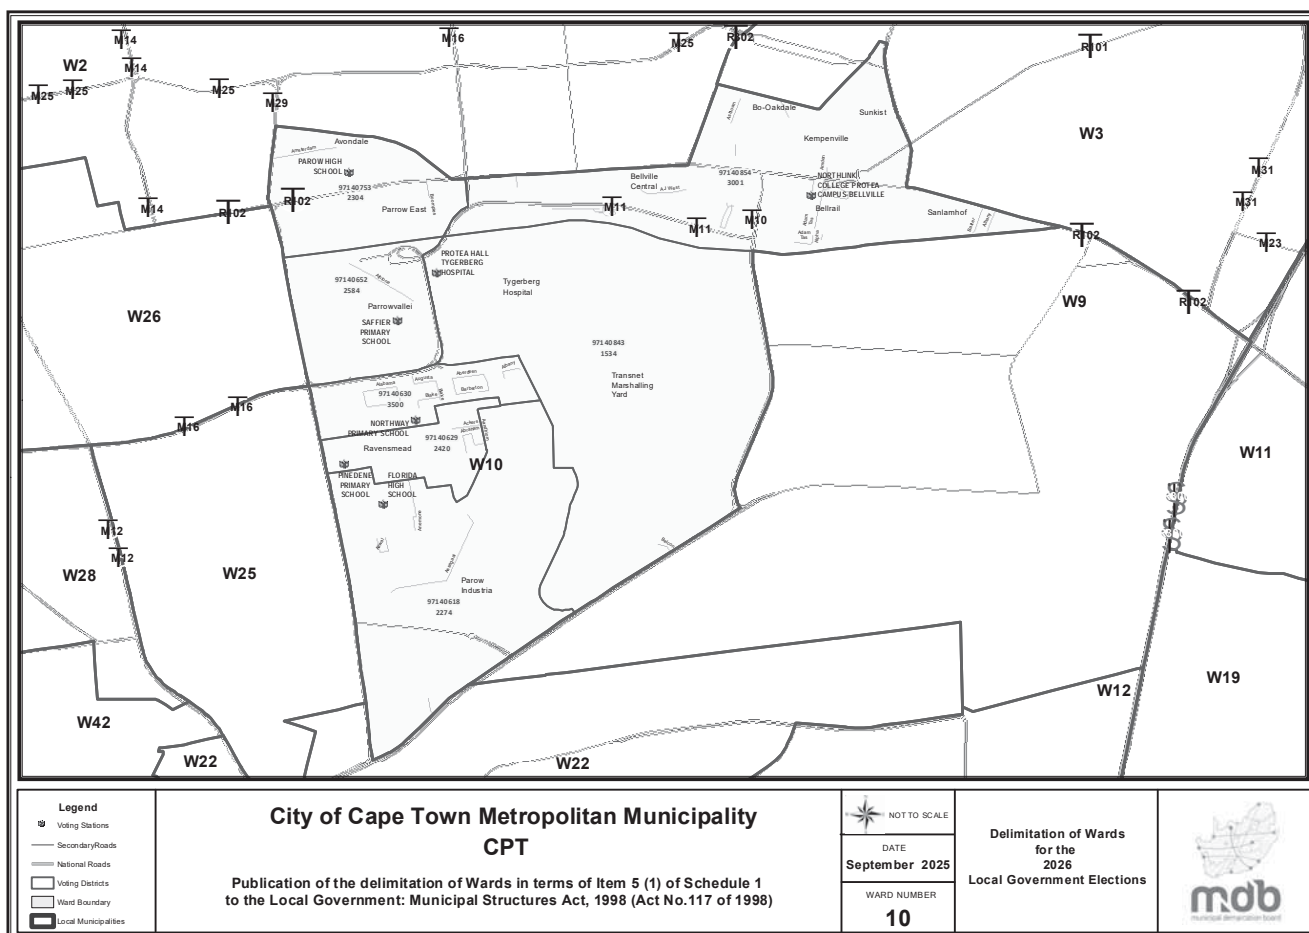 M14
M16
M25
R102
R101
W2
M14
M25
M25
M25
M29
Bo-Oakdale
Sunkist
W3
Kempenville
Avondale
PAROW HIGH
SCHOOL
97140753
2304
Bellville
Central
97140854
3001
NORTHLINK
COLLEGE PROTEA
CAMPUS-BELLVILLE
M31
M31
M14
R102
R102
Parrow East
M11
M11
M10
Bellrail
Sanlamhof
R102
M23
PROTEA HALL
TYGERBERG
HOSPITAL
97140652
2584
Tygerberg
Hospital
Parrowvallei
SAFFIER
PRIMARY
SCHOOL
W26
W9
R102
97140843
1534
Transnet
Marshalling
Yard
97140630
3500
M16
M16
NORTHWAY
PRIMARY SCHOOL
97140629
2420
Ravensmead
W10
PINEDENE
PRIMARY
SCHOOL
FLORIDA
HIGH
SCHOOL
W11
M12
M12
W28
W25
Parow
Industria
97140618
2274
W42
W22
W22
W12
W19
Legend
Voting Stations
SecondaryRoads
National Roads
Voting Districts
Ward Boundary
Local Municipalities
City of Cape Town Metropolitan Municipality
CPT
Publication of the delimitation of Wards in terms of Item 5 (1) of Schedule 1
to the Local Government: Municipal Structures Act, 1998 (Act No.117 of 1998)
NOT TO SCALE
DATE
September 2025
WARD NUMBER
10
Delimitation of Wards
for the
2026
Local Government Elections
mdb
municipal demarcation board